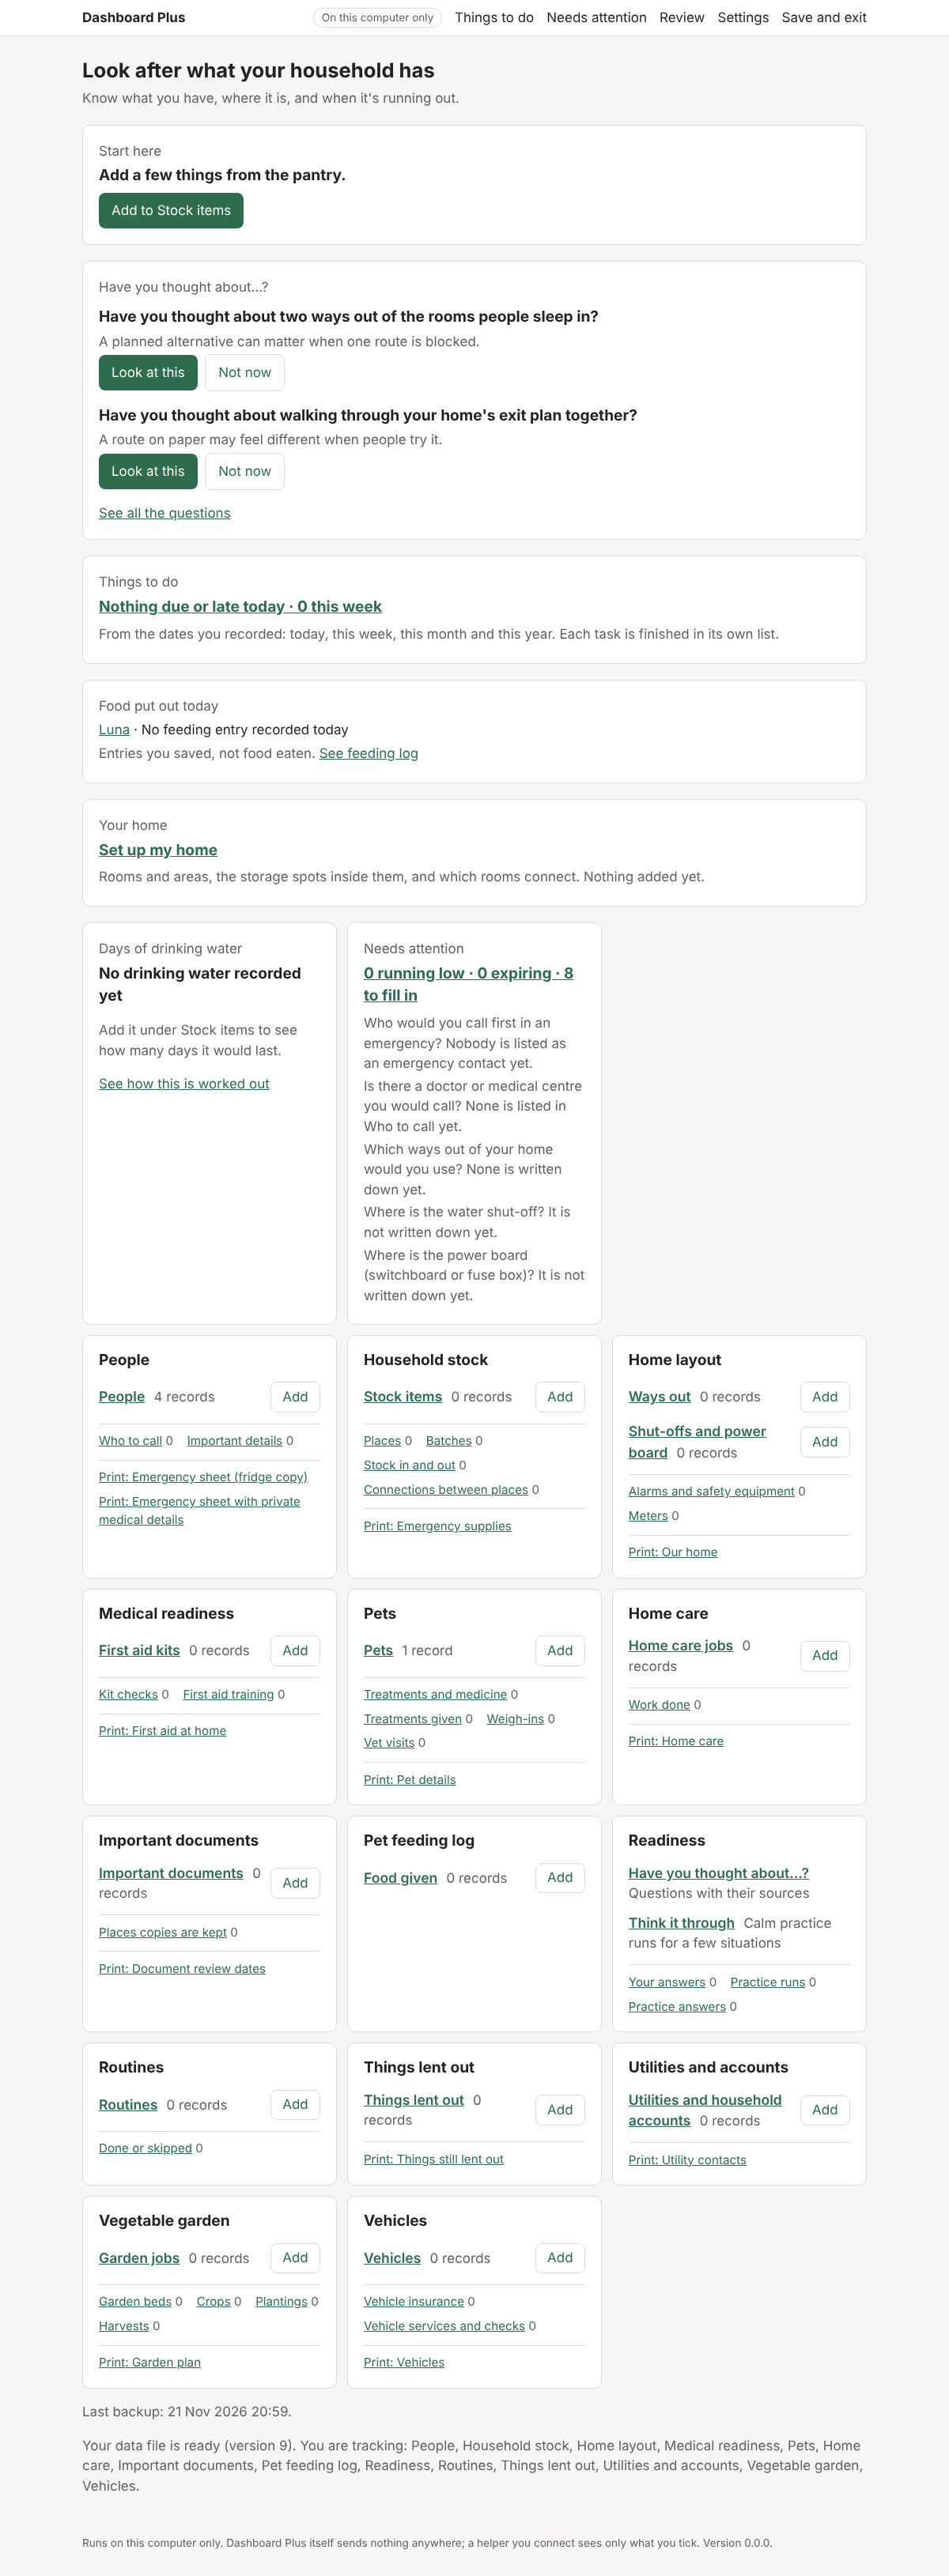 Dashboard Plus
On this computer only Things to do Needs attention Review Settings Save and exit
Look after what your household has
Know what you have, where it is, and when it's running out.
Start here
Add a few things from the pantry.
Add to Stock items
Have you thought about...?
Have you thought about two ways out of the rooms people sleep in?
A planned alternative can matter when one route is blocked.
Look at this Not now
Have you thought about walking through your home's exit plan together?
A route on paper may feel different when people try it.
Look at this Not now
See all the questions
Things to do
Nothing due or late today · 0 this week
From the dates you recorded: today, this week, this month and this year. Each task is finished in its own list.
Food put out today
Luna · No feeding entry recorded today
Entries you saved, not food eaten. See feeding log
Your home
Set up my home
Rooms and areas, the storage spots inside them, and which rooms connect. Nothing added yet.
Days of drinking water
No drinking water recorded
yet
Add it under Stock items to see
how many days it would last.
See how this is worked out
Needs attention
0 running low · 0 expiring · 8
to fill in
Who would you call first in an
emergency? Nobody is listed as
an emergency contact yet.
Is there a doctor or medical centre
you would call? None is listed in
Who to call yet.
Which ways out of your home
would you use? None is written
down yet.
Where is the water shut-off? It is
not written down yet.
Where is the power board
(switchboard or fuse box)? It is not
written down yet.
People
People 4 records Add
Who to call 0 Important details 0
Print: Emergency sheet (fridge copy)
Print: Emergency sheet with private
medical details
Household stock
Stock items 0 records Add
Places 0 Batches 0
Stock in and out 0
Connections between places 0
Print: Emergency supplies
Home layout
Ways out 0 records Add
Shut-offs and power
board 0 records Add
Alarms and safety equipment 0
Meters 0
Print: Our home
Medical readiness
First aid kits 0 records Add
Kit checks 0 First aid training 0
Print: First aid at home
Pets
Pets 1 record Add
Treatments and medicine 0
Treatments given 0 Weigh-ins 0
Vet visits 0
Print: Pet details
Home care
Home care jobs 0
records Add
Work done 0
Print: Home care
Important documents
Important documents 0
records Add
Places copies are kept 0
Print: Document review dates
Pet feeding log
Food given 0 records Add
Readiness
Have you thought about...?
Questions with their sources
Think it through Calm practice
runs for a few situations
Your answers 0 Practice runs 0
Practice answers 0
Routines
Routines 0 records Add
Done or skipped 0
Things lent out
Things lent out 0
records Add
Print: Things still lent out
Utilities and accounts
Utilities and household
accounts 0 records Add
Print: Utility contacts
Vegetable garden
Garden jobs 0 records Add
Garden beds 0 Crops 0 Plantings 0
Harvests 0
Print: Garden plan
Vehicles
Vehicles 0 records Add
Vehicle insurance 0
Vehicle services and checks 0
Print: Vehicles
Last backup: 21 Nov 2026 20:59.
Your data file is ready (version 9). You are tracking: People, Household stock, Home layout, Medical readiness, Pets, Home
care, Important documents, Pet feeding log, Readiness, Routines, Things lent out, Utilities and accounts, Vegetable garden,
Vehicles.
Runs on this computer only. Dashboard Plus itself sends nothing anywhere; a helper you connect sees only what you tick. Version 0.0.0.